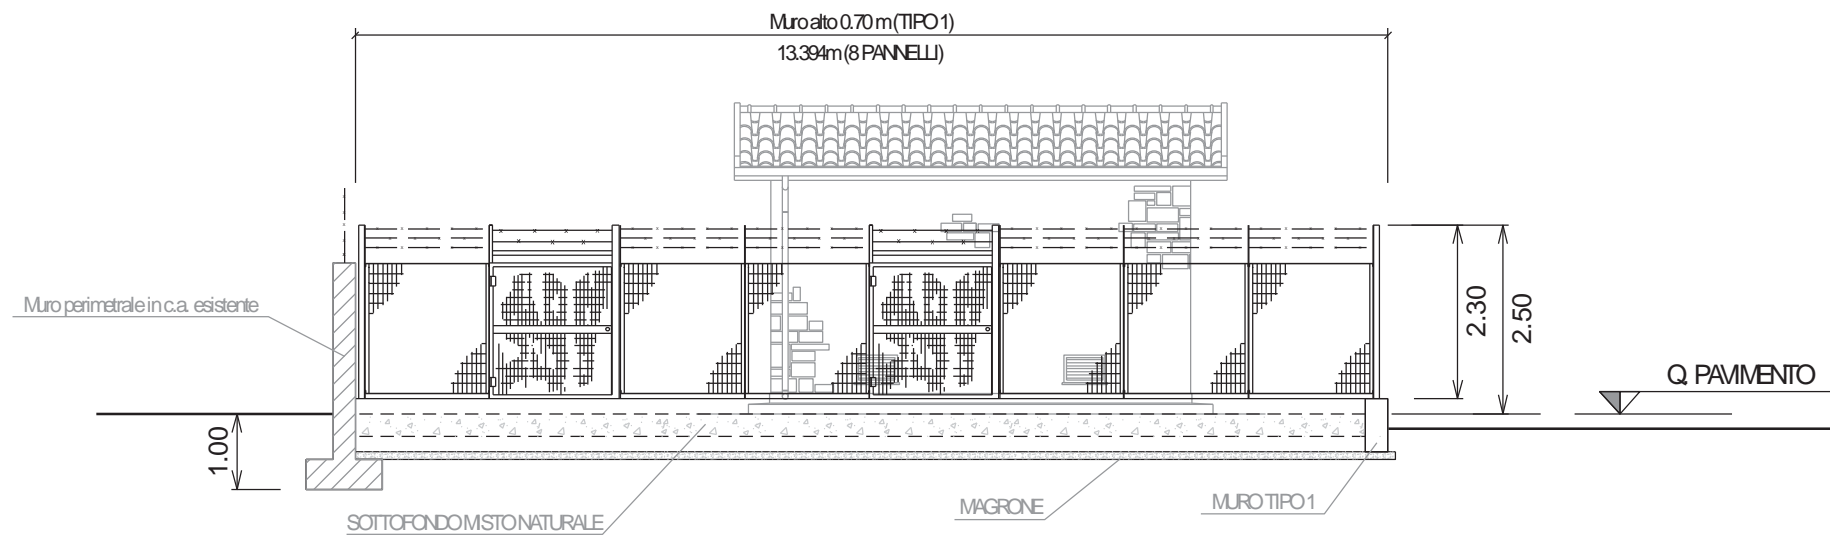 Muro alto 0.70 m (TIPO 1)
13.394m (8 PANNELLI)
Muro perimetrale in c.a. esistente
2.30
2.50
Q. PAVIMENTO
1.00
SOTTOFONDO MISTO NATURALE
MAGRONE
MURO TIPO 1